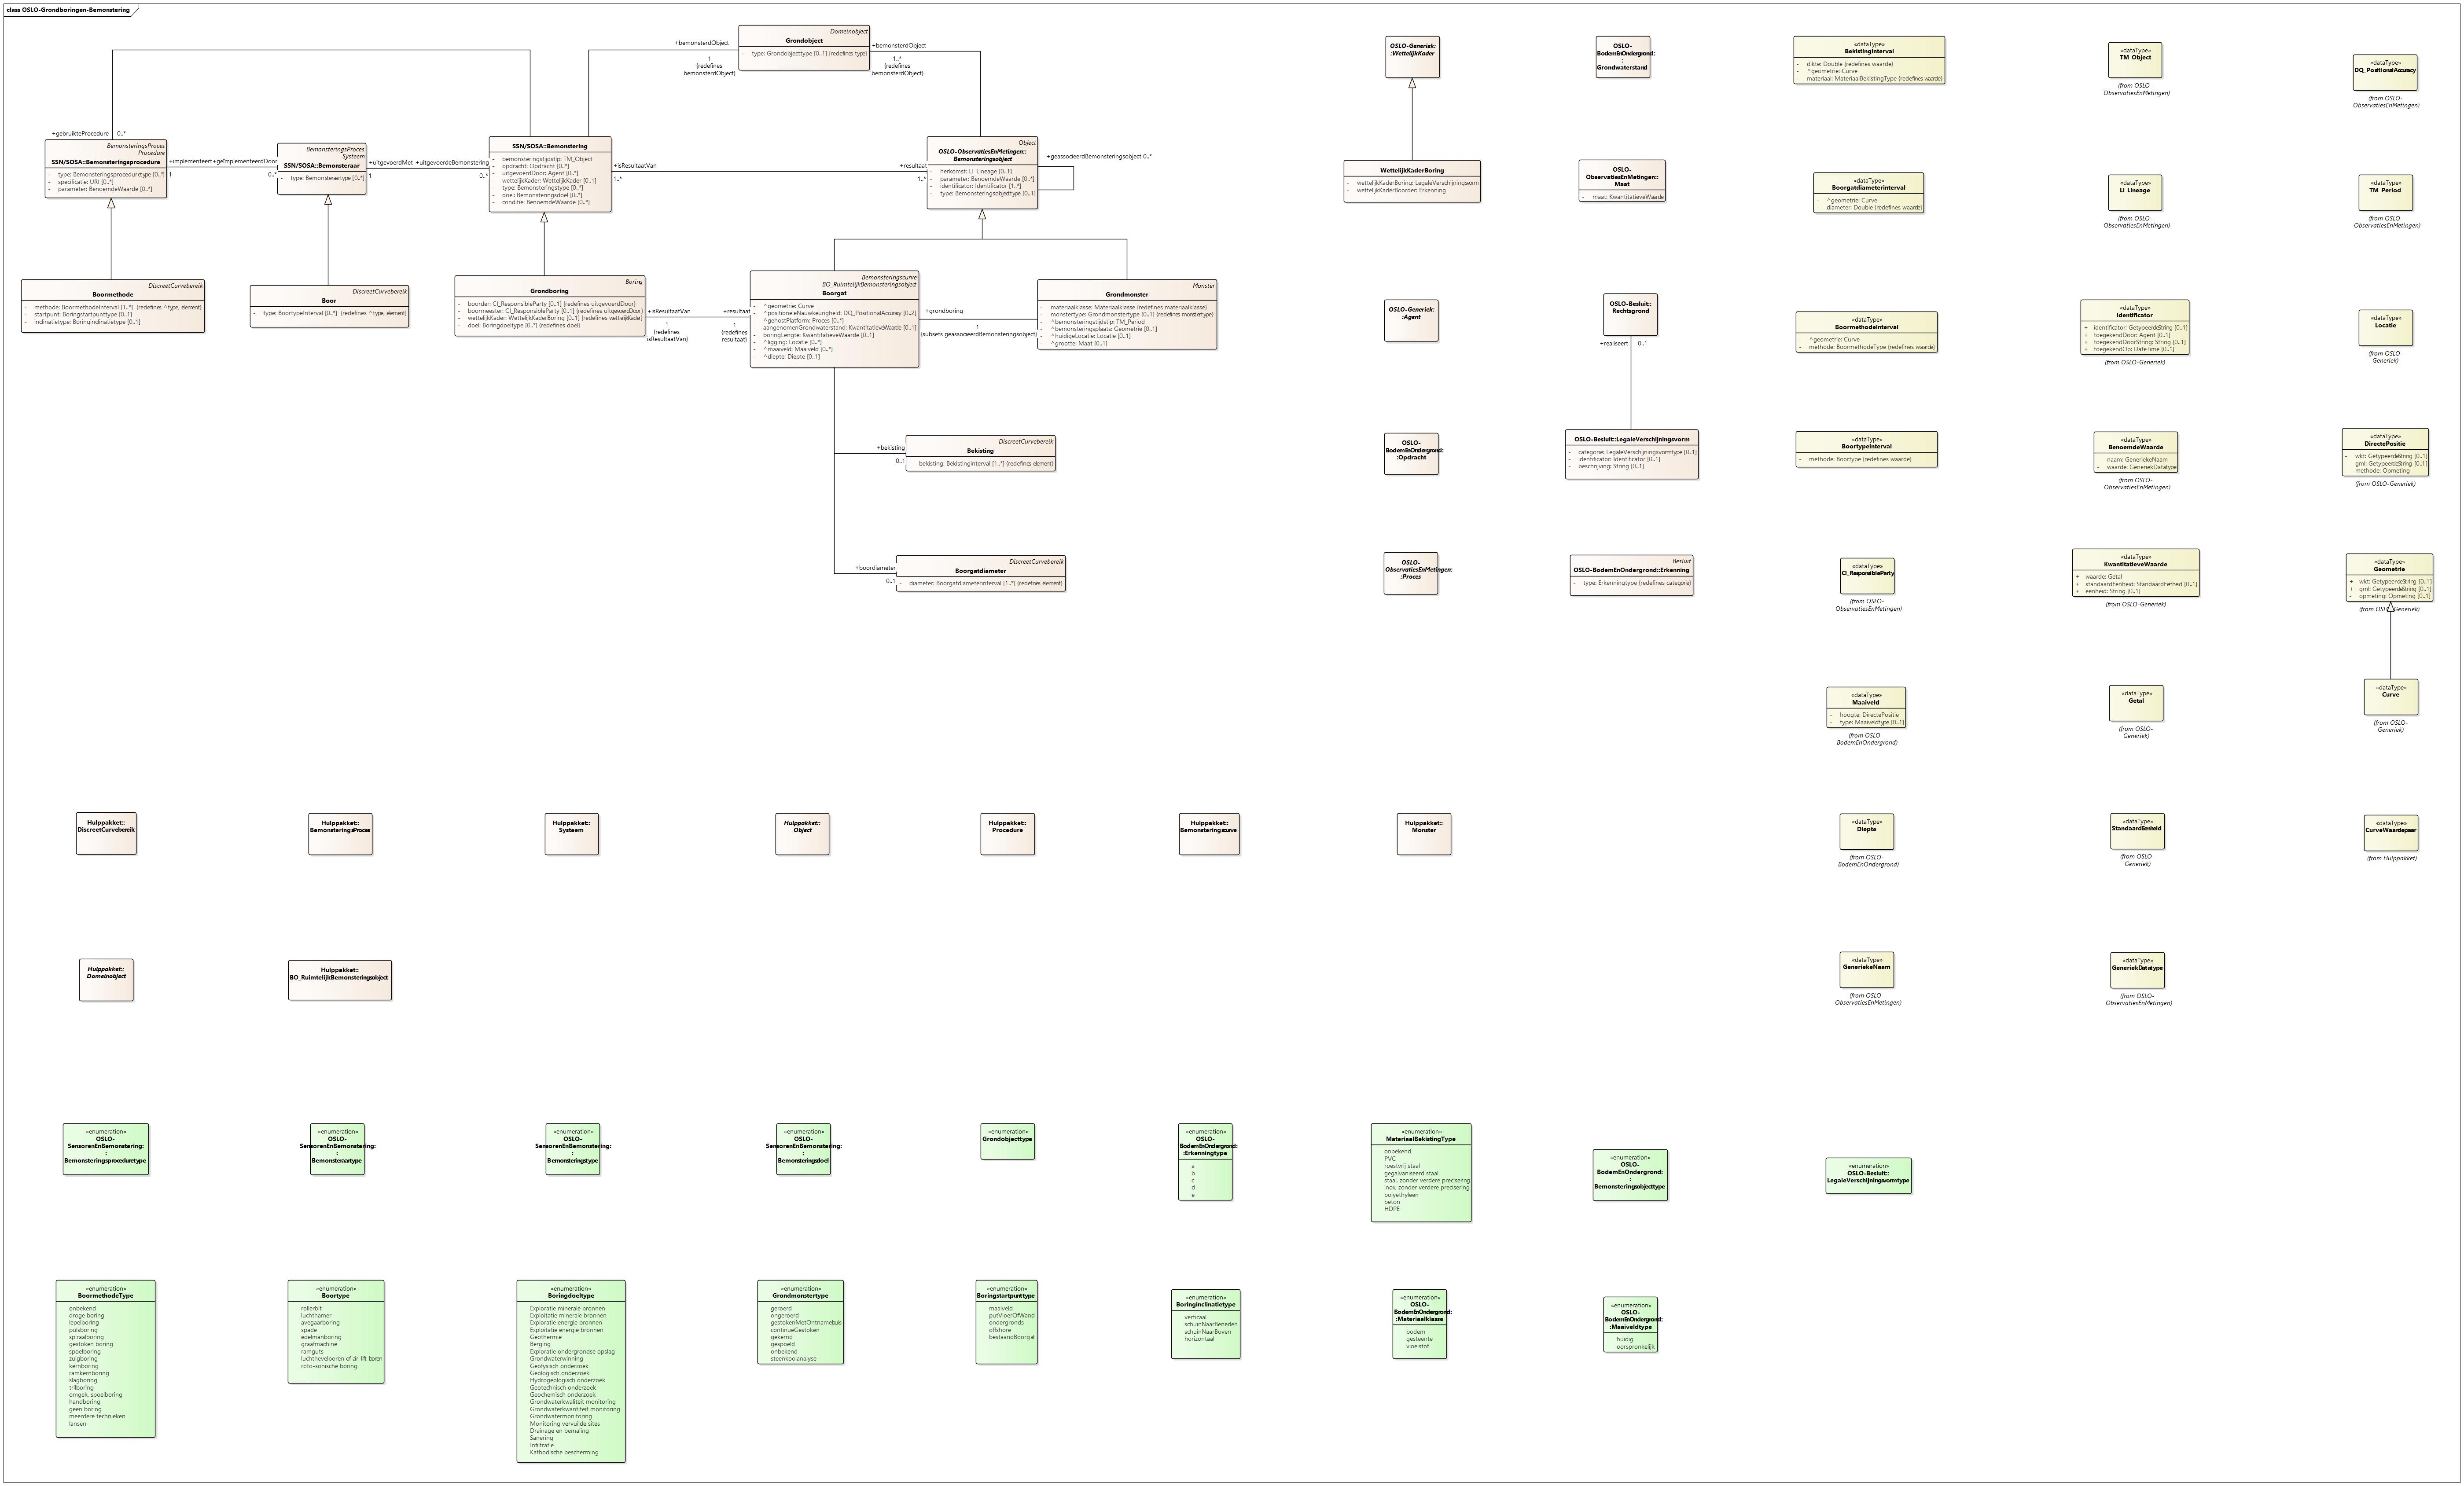 class OSLO-Grondboringen-Bemonstering
Domeinobject
Grondobject
- type: Grondobjecttype [0..1] {redefines type}
+bemonsterdObject
1
{redefines
bemonsterdObject}
+bemonsterdObject
1..*
{redefines
bemonsterdObject}
+gebruikteProcedure 0..*
BemonsteringsProces
Procedure
SSN/SOSA::Bemonsteringsprocedure
- type: Bemonsteringsproceduretype [0..*]
- specificatie: URI [0..*]
- parameter: BenoemdeWaarde [0..*]
+implementeert
1
+geïmplementeerdDoor
0..*
BemonsteringsProces
Systeem
SSN/SOSA::Bemonsteraar
- type: Bemonsteraartype [0..*]
+uitgevoerdMet
1
+uitgevoerdeBemonstering
0..*
SSN/SOSA::Bemonstering
- bemonsteringstijdstip: TM_Object
- opdracht: Opdracht [0..*]
- uitgevoerdDoor: Agent [0..*]
- wettelijkKader: WettelijkKader [0..1]
- type: Bemonsteringstype [0..*]
- doel: Bemonsteringsdoel [0..*]
- conditie: BenoemdeWaarde [0..*]
+isResultaatVan
1..*
+resultaat
1..*
Object
OSLO-ObservatiesEnMetingen::
Bemonsteringsobject
- herkomst: LI_Lineage [0..1]
- parameter: BenoemdeWaarde [0..*]
- identificator: Identificator [1..*]
- type: Bemonsteringsobjecttype [0..1]
+geassocieerdBemonsteringsobject 0..*
DiscreetCurvebereik
Boormethode
- methode: BoormethodeInterval [1..*] {redefines ^type, element}
- startpunt: Boringstartpunttype [0..1]
- inclinatietype: Boringinclinatietype [0..1]
DiscreetCurvebereik
Boor
- type: BoortypeInterval [0..*] {redefines ^type, element}
Boring
Grondboring
- boorder: CI_ResponsibleParty [0..1] {redefines uitgevoerdDoor}
- boormeester: CI_ResponsibleParty [0..1] {redefines uitgevoerdDoor}
- wettelijkKader: WettelijkKaderBoring [0..1] {redefines wettelijkKader}
- doel: Boringdoeltype [0..*] {redefines doel}
+isResultaatVan
1
{redefines
isResultaatVan}
+resultaat
1
{redefines
resultaat}
Bemonsteringscurve
BO_RuimtelijkBemonsteringsobject
Boorgat
- ^geometrie: Curve
- ^positioneleNauwkeurigheid: DQ_PositionalAccuracy [0..2]
- ^gehostPlatform: Proces [0..*]
- aangenomenGrondwaterstand: KwantitatieveWaarde [0..1]
- boringLengte: KwantitatieveWaarde [0..1]
- ^ligging: Locatie [0..*]
- ^maaiveld: Maaiveld [0..*]
- ^diepte: Diepte [0..1]
+grondboring
1
{subsets geassocieerdBemonsteringsobject}
Monster
Grondmonster
- materiaalklasse: Materiaalklasse {redefines materiaalklasse}
- monstertype: Grondmonstertype [0..1] {redefines monstertype}
- ^bemonsteringstijdstip: TM_Period
- ^bemonsteringsplaats: Geometrie [0..1]
- ^huidigeLocatie: Locatie [0..1]
- ^grootte: Maat [0..1]
+bekisting
0..1
DiscreetCurvebereik
Bekisting
- bekisting: Bekistinginterval [1..*] {redefines element}
+boordiameter
0..1
DiscreetCurvebereik
Boorgatdiameter
- diameter: Boorgatdiameterinterval [1..*] {redefines element}
OSLO-Generiek:
:WettelijkKader
WettelijkKaderBoring
- wettelijkKaderBoring: LegaleVerschijningsvorm
- wettelijkKaderBoorder: Erkenning
OSLO-Generiek:
:Agent
OSLO-
BodemEnOndergrond:
:Opdracht
OSLO-
ObservatiesEnMetingen:
:Proces
OSLO-
BodemEnOndergrond:
:
Grondwaterstand
OSLO-
ObservatiesEnMetingen::
Maat
- maat: KwantitatieveWaarde
OSLO-Besluit::
Rechtsgrond
+realiseert 0..1
OSLO-Besluit::LegaleVerschijningsvorm
- categorie: LegaleVerschijningsvormtype [0..1]
- identificator: Identificator [0..1]
- beschrijving: String [0..1]
Besluit
OSLO-BodemEnOndergrond::Erkenning
- type: Erkenningtype {redefines categorie}
«dataType»
Bekistinginterval
- dikte: Double {redefines waarde}
- ^geometrie: Curve
- materiaal: MateriaalBekistingType {redefines waarde}
«dataType»
Boorgatdiameterinterval
- ^geometrie: Curve
- diameter: Double {redefines waarde}
«dataType»
BoormethodeInterval
- ^geometrie: Curve
- methode: BoormethodeType {redefines waarde}
«dataType»
BoortypeInterval
- methode: Boortype {redefines waarde}
«dataType»
CI_ResponsibleParty
(from OSLO-
ObservatiesEnMetingen)
«dataType»
Maaiveld
- hoogte: DirectePositie
- type: Maaiveldtype [0..1]
(from OSLO-
BodemEnOndergrond)
«dataType»
Diepte
(from OSLO-
BodemEnOndergrond)
«dataType»
GeneriekeNaam
(from OSLO-
ObservatiesEnMetingen)
«dataType»
TM_Object
(from OSLO-
ObservatiesEnMetingen)
«dataType»
LI_Lineage
(from OSLO-
ObservatiesEnMetingen)
«dataType»
Identificator
+ identificator: GetypeerdeString [0..1]
+ toegekendDoor: Agent [0..1]
+ toegekendDoorString: String [0..1]
+ toegekendOp: DateTime [0..1]
(from OSLO-Generiek)
«dataType»
BenoemdeWaarde
- naam: GeneriekeNaam
- waarde: GeneriekDatatype
(from OSLO-
ObservatiesEnMetingen)
«dataType»
KwantitatieveWaarde
+ waarde: Getal
+ standaardEenheid: StandaardEenheid [0..1]
+ eenheid: String [0..1]
(from OSLO-Generiek)
«dataType»
Getal
(from OSLO-
Generiek)
«dataType»
StandaardEenheid
(from OSLO-
Generiek)
«dataType»
GeneriekDatatype
(from OSLO-
ObservatiesEnMetingen)
«dataType»
DQ_PositionalAccuracy
(from OSLO-
ObservatiesEnMetingen)
«dataType»
TM_Period
(from OSLO-
ObservatiesEnMetingen)
«dataType»
Locatie
(from OSLO-
Generiek)
«dataType»
DirectePositie
- wkt: GetypeerdeString [0..1]
- gml: GetypeerdeString [0..1]
- methode: Opmeting
(from OSLO-Generiek)
«dataType»
Geometrie
+ wkt: GetypeerdeString [0..1]
+ gml: GetypeerdeString [0..1]
- opmeting: Opmeting [0..1]
(from OSLO-Generiek)
«dataType»
Curve
(from OSLO-
Generiek)
«dataType»
CurveWaardepaar
(from Hulppakket)
Hulppakket::
DiscreetCurvebereik
Hulppakket::
BemonsteringsProces
Hulppakket::
Systeem
Hulppakket::
Object
Hulppakket::
Procedure
Hulppakket::
Bemonsteringscurve
Hulppakket::
Monster
Hulppakket::
Domeinobject
Hulppakket::
BO_RuimtelijkBemonsteringsobject
«enumeration»
OSLO-
SensorenEnBemonstering:
:
Bemonsteringsproceduretype
«enumeration»
OSLO-
SensorenEnBemonstering:
:
Bemonsteraartype
«enumeration»
OSLO-
SensorenEnBemonstering:
:
Bemonsteringstype
«enumeration»
OSLO-
SensorenEnBemonstering:
:
Bemonsteringsdoel
«enumeration»
Grondobjecttype
«enumeration»
OSLO-
BodemEnOndergrond:
:Erkenningtype
a
b
c
d
e
«enumeration»
MateriaalBekistingType
onbekend
PVC
roestvrij staal
gegalvaniseerd staal
staal, zonder verdere precisering
inox, zonder verdere precisering
polyethyleen
beton
HDPE
«enumeration»
OSLO-
BodemEnOndergrond:
:
Bemonsteringsobjecttype
«enumeration»
OSLO-Besluit::
LegaleVerschijningsvormtype
«enumeration»
BoormethodeType
onbekend
droge boring
lepelboring
pulsboring
spiraalboring
gestoken boring
spoelboring
zuigboring
kernboring
ramkernboring
slagboring
trilboring
omgek. spoelboring
handboring
geen boring
meerdere technieken
lansen
«enumeration»
Boortype
rollerbit
luchthamer
avegaarboring
spade
edelmanboring
graafmachine
ramguts
luchthevelboren of air-lift boren
roto-sonische boring
«enumeration»
Boringdoeltype
Exploratie minerale bronnen
Exploitatie minerale bronnen
Exploratie energie bronnen
Exploitatie energie bronnen
Geothermie
Berging
Exploratie ondergrondse opslag
Grondwaterwinning
Geofysisch onderzoek
Geologisch onderzoek
Hydrogeologisch onderzoek
Geotechnisch onderzoek
Geochemisch onderzoek
Grondwaterkwaliteit monitoring
Grondwaterkwantiteit monitoring
Grondwatermonitoring
Monitoring vervuilde sites
Drainage en bemaling
Sanering
Infiltratie
Kathodische bescherming
«enumeration»
Grondmonstertype
geroerd
ongeroerd
gestokenMetOntnamebuis
continueGestoken
gekernd
gespoeld
onbekend
steenkoolanalyse
«enumeration»
Boringstartpunttype
maaiveld
putVloerOfWand
ondergronds
offshore
bestaandBoorgat
«enumeration»
Boringinclinatietype
verticaal
schuinNaarBeneden
schuinNaarBoven
horizontaal
«enumeration»
OSLO-
BodemEnOndergrond:
:Materiaalklasse
bodem
gesteente
vloeistof
«enumeration»
OSLO-
BodemEnOndergrond:
:Maaiveldtype
huidig
oorspronkelijk